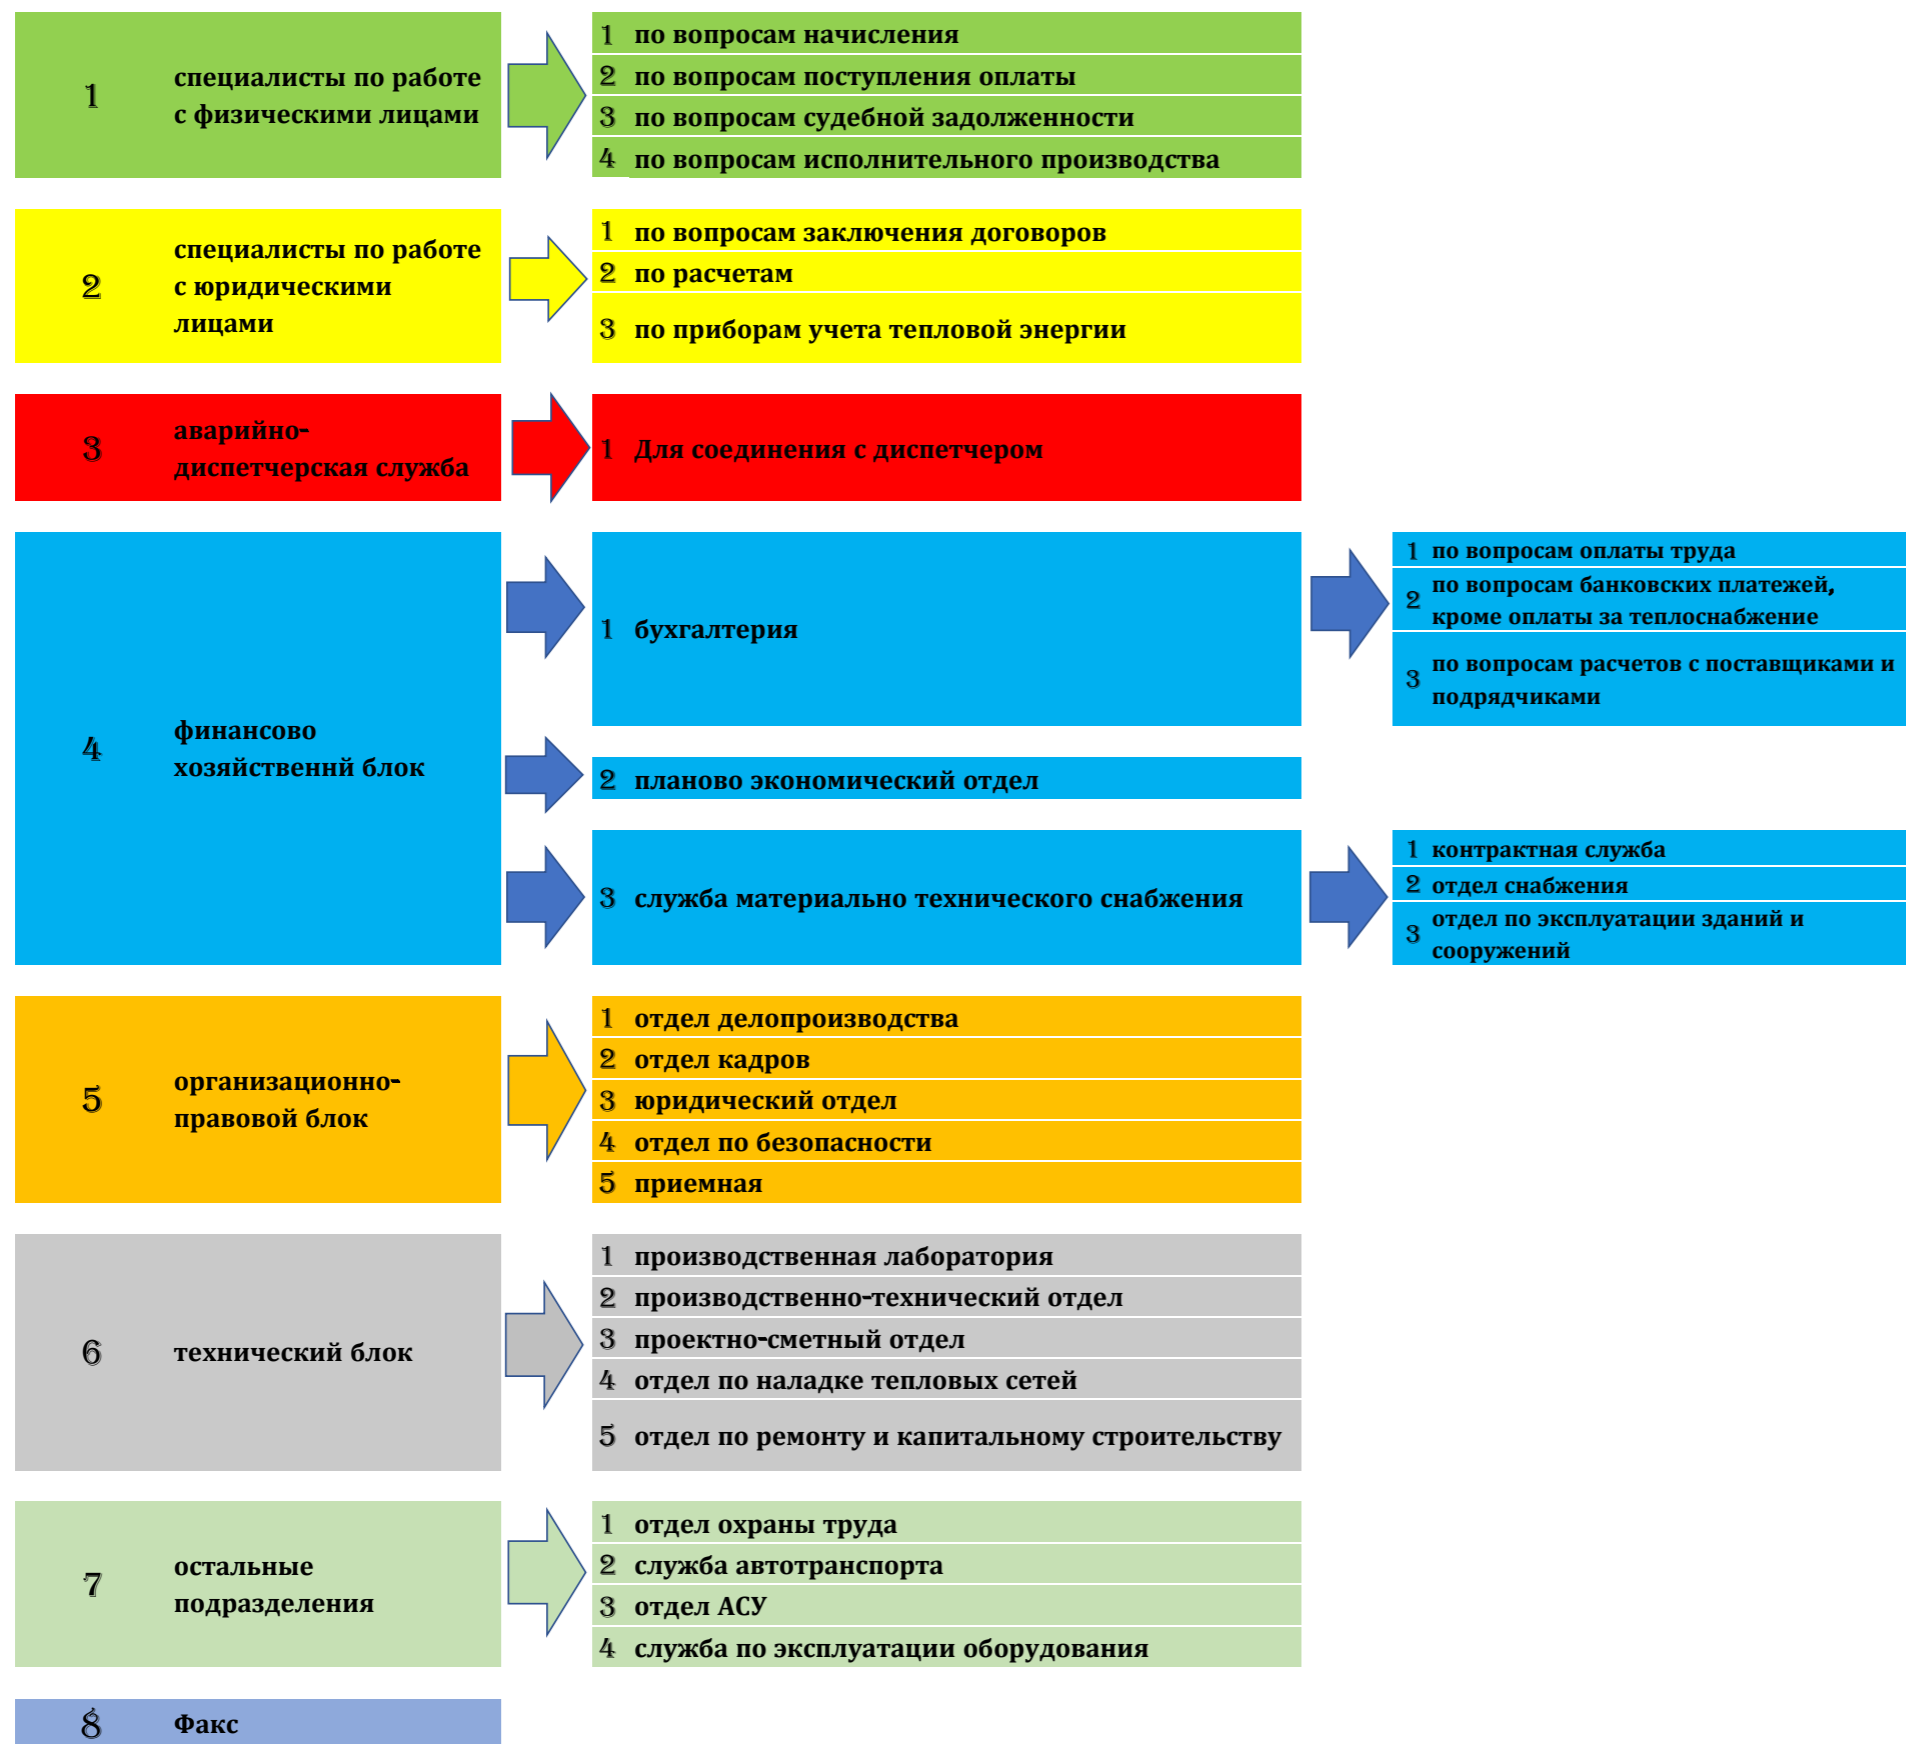 1
специалисты по работе
с физическими лицами
1 по вопросам начисления
2 по вопросам поступления оплаты
3 по вопросам судебной задолженности
4 по вопросам исполнительного производства
2
специалисты по работе
с юридическими
лицами
1 по вопросам заключения договоров
2 по расчетам
3 по приборам учета тепловой энергии
3
аварийно-
диспетчерская служба
1 Для соединения с диспетчером
4
финансово
хозяйственнй блок
1 бухгалтерия
1 по вопросам оплаты труда
2 по вопросам банковских платежей,
кроме оплаты за теплоснабжение
3 по вопросам расчетов с поставщиками и
подрядчиками
2 планово экономический отдел
3 служба материально технического снабжения
1 контрактная служба
2 отдел снабжения
3 отдел по эксплуатации зданий и
сооружений
5
организационно-
правовой блок
1 отдел делопроизводства
2 отдел кадров
3 юридический отдел
4 отдел по безопасности
5 приемная
6 технический блок
1 производственная лаборатория
2 производственно-технический отдел
3 проектно-сметный отдел
4 отдел по наладке тепловых сетей
5 отдел по ремонту и капитальному строительству
7
остальные
подразделения
1 отдел охраны труда
2 служба автотранспорта
3 отдел АСУ
4 служба по эксплуатации оборудования
8 Факс